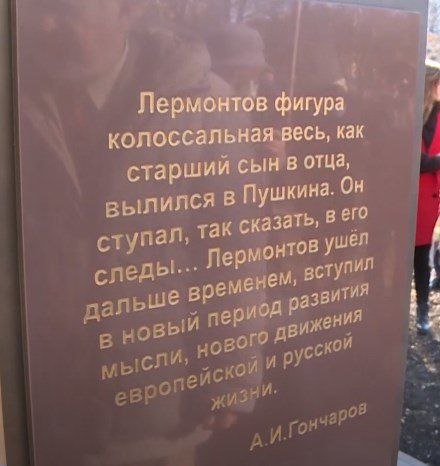 Лермонтов фигура
колоссальная весь, как
старший сын в отца,
вылился в Пушкина. Он
ступал, так сказать, в его
следы... Лермонтов ушёл
дальше временем, вступил
в новый период развития
мысли, нового движения
европейской и русской
жизни.
А.И.Гончаров